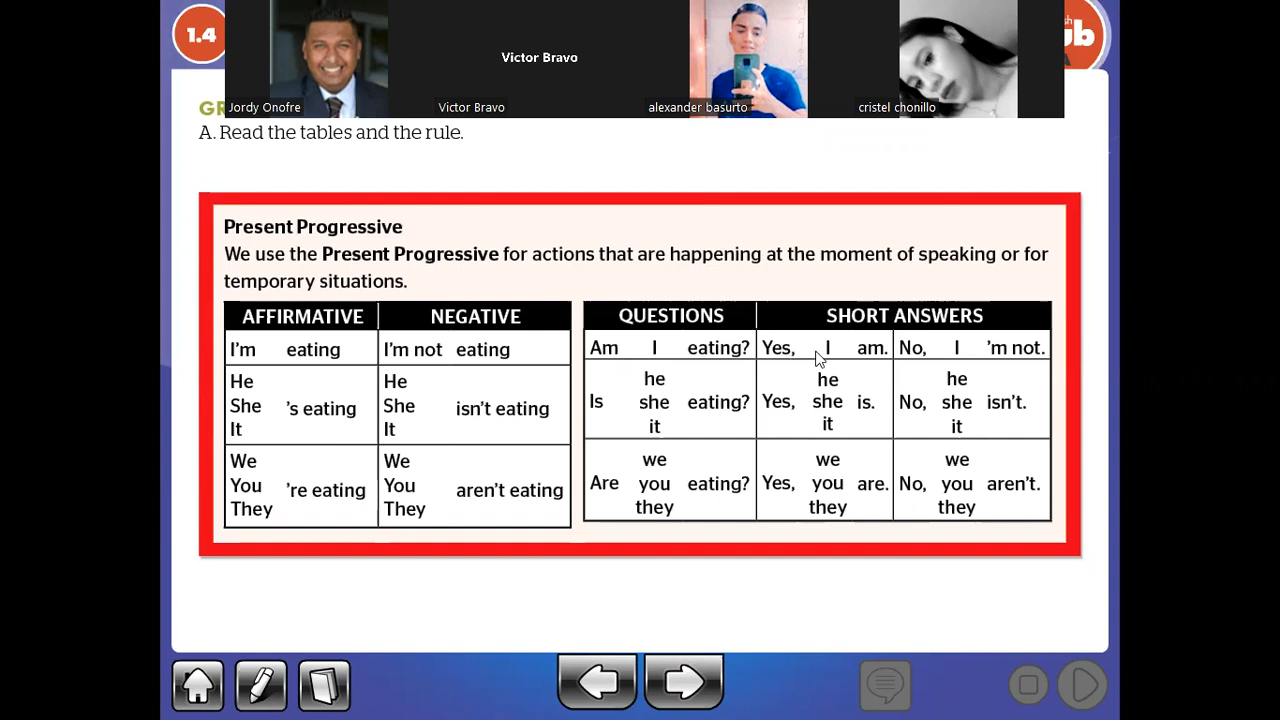 1.4
Victor Bravo
ub
Jordy Onofre
Victor Bravo
alexander basurto
cristel chonillo
A. Read the tables and the rule.
Present Progressive
We use the Present Progressive for actions that are happening at the moment of speaking or for
temporary situations.
AFFIRMATIVE NEGATIVE
I'm eating I'm not eating
He He
She 's eating She isn't eating
It It
We We
You 're eating You aren't eating
They They
QUESTIONS SHORT ANSWERS
Am I eating? Yes, I am. No, I 'm not.
he he he
Is she eating? Yes, she is. No, she isn't.
it it it
we we we
Are you eating? Yes, you are. No, you aren't.
they they they